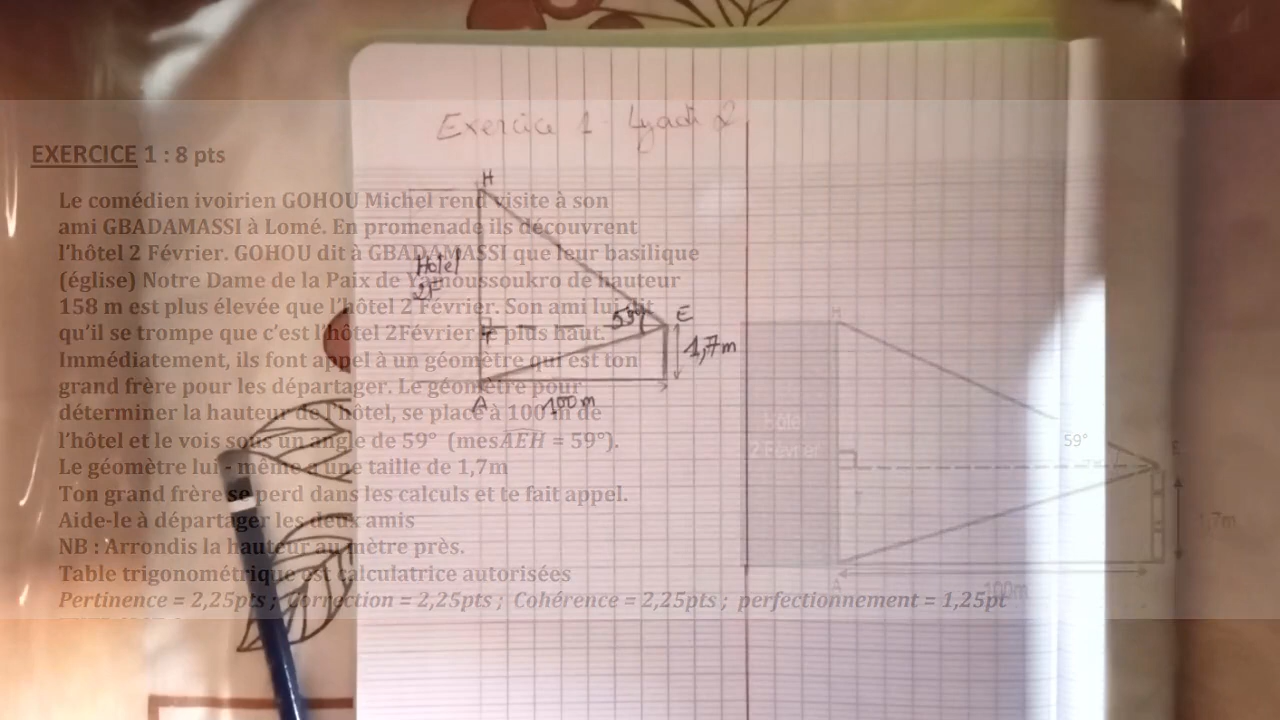 Exercice 1 Lyadi 2
EXERCICE 1 : 8 pts
Le comédien ivoirien GOHOU Michel rend visite à son
ami GBADAMASSI à Lomé. En promenade ils découvrent
l'hôtel 2 Février. GOHOU dit à GBADAMASSI que leur basilique
(église) Notre Dame de la Paix de Yamoussoukro de hauteur
158 m est plus élevée que l'hôtel 2 Février. Son ami lui dit
qu'il se trompe que c'est l'hôtel 2Février le plus haut.
Immédiatement, ils font appel à un géomètre qui est ton
grand frère pour les départager. Le géomètre pour
déterminer la hauteur de l'hôtel, se place à 100 m de
l'hôtel et le vois sous un angle de 59° (mesAEH = 59°).
Le géomètre lui - même a une taille de 1,7m
Ton grand frère se perd dans les calculs et te fait appel.
Aide-le à départager les deux amis
NB : Arrondis la hauteur au mètre près.
Table trigonométrique est calculatrice autorisées
Pertinence = 2,25pts ; Correction = 2,25pts ; Cohérence = 2,25pts ; perfectionnement = 1,25pt
H
Hôtel
2F
59°
E
T
1,7m
A
100m
H
Hôtel
2 Février
59°
E
1,7m
A
100m